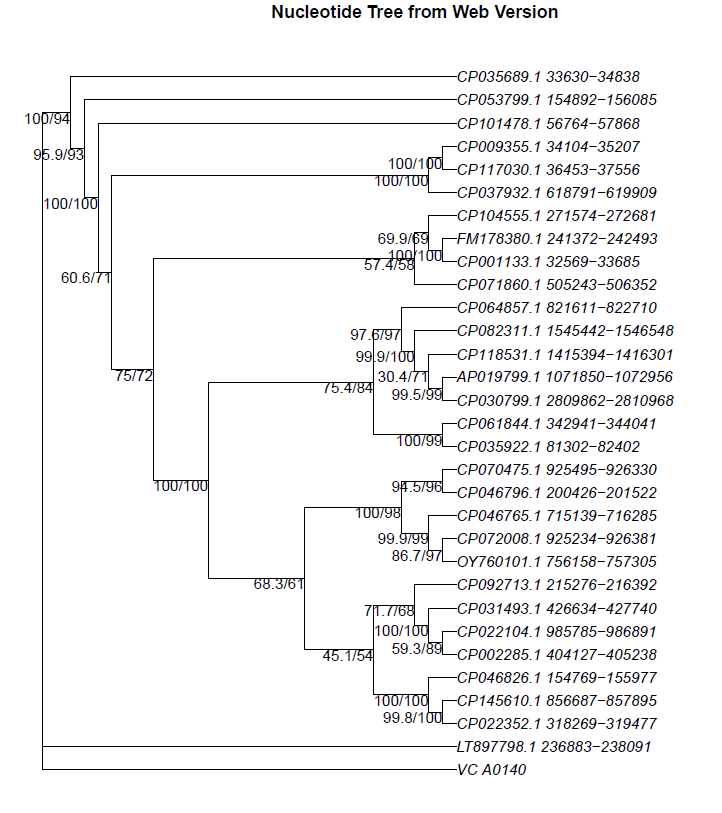 Nucleotide Tree from Web Version
CP035689.1 33630−34838
CP053799.1 154892−156085
100/94
CP101478.1 56764−57868
CP009355.1 34104−35207
95.9/93
100/100
CP117030.1 36453−37556
100/100
CP037932.1 618791−619909
100/100
CP104555.1 271574−272681
69.9/69
FM178380.1 241372−242493
100/100
CP001133.1 32569−33685
57.4/58
60.6/71
CP071860.1 505243−506352
CP064857.1 821611−822710
97.6/97
CP082311.1 1545442−1546548
99.9/100
CP118531.1 1415394−1416301
75/72
30.4/71
AP019799.1 1071850−1072956
75.4/84
99.5/99
CP030799.1 2809862−2810968
CP061844.1 342941−344041
100/99
CP035922.1 81302−82402
CP070475.1 925495−926330
100/100
94.5/96
CP046796.1 200426−201522
100/98
CP046765.1 715139−716285
99.9/99
CP072008.1 925234−926381
86.7/97
OY760101.1 756158−757305
68.3/61
CP092713.1 215276−216392
71.7/68
CP031493.1 426634−427740
100/100
CP022104.1 985785−986891
59.3/89
45.1/54
CP002285.1 404127−405238
CP046826.1 154769−155977
100/100
CP145610.1 856687−857895
99.8/100
CP022352.1 318269−319477
LT897798.1 236883−238091
VC A0140